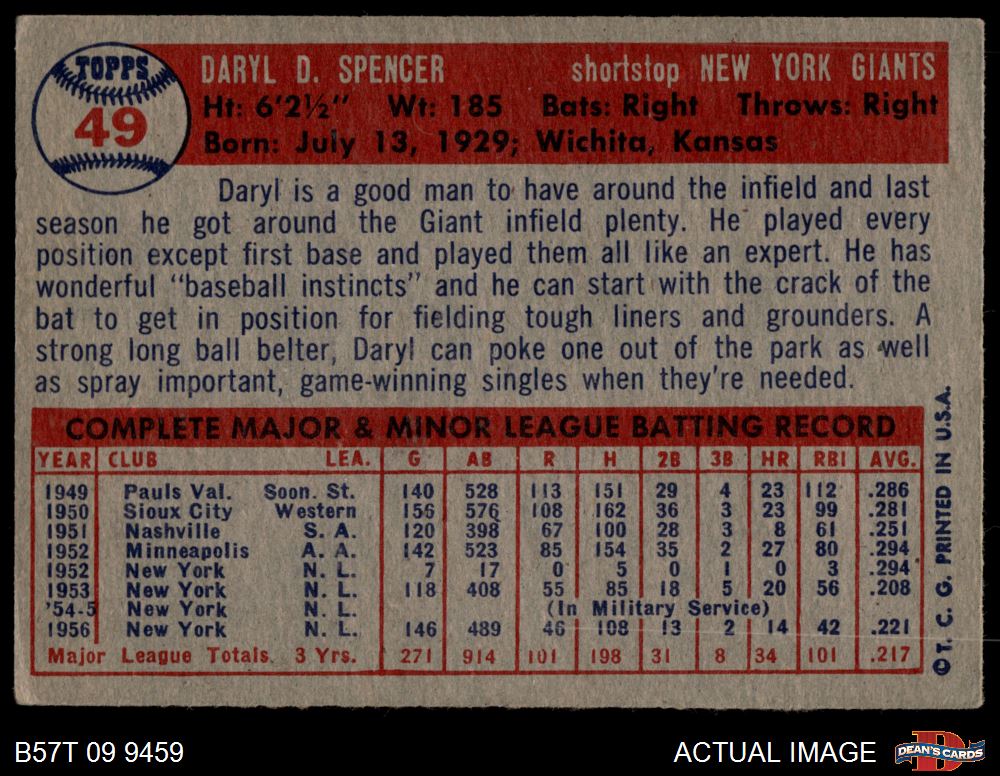 TOPPS
49
DARYL D. SPENCER shortstop NEW YORK GIANTS
Ht: 6'2½" Wt: 185 Bats: Right Throws: Right
Born: July 13, 1929; Wichita, Kansas
Daryl is a good man to have around the infield and last
season he got around the Giant infield plenty. He played every
position except first base and played them all like an expert. He has
wonderful "baseball instincts" and he can start with the crack of the
bat to get in position for fielding tough liners and grounders. A
strong long ball belter, Daryl can poke one out of the park as well
as spray important, game-winning singles when they're needed.
COMPLETE MAJOR & MINOR LEAGUE BATTING RECORD
YEAR CLUB LEA. G AB R H 2B 3B HR RBI AVG.
1949 Pauls Val. Soon. St. 140 528 113 151 29 4 23 112 .286
1950 Sioux City Western 156 576 108 162 36 3 23 99 .281
1951 Nashville S. A. 120 398 67 100 28 3 8 61 .251
1952 Minneapolis A. A. 142 523 85 154 35 2 27 80 .294
1952 New York N. L. 7 17 0 5 0 1 0 3 .294
1953 New York N. L. 118 408 55 85 18 5 20 56 .208
'54-5 New York N. L. (In Military Service)
1956 New York N. L. 146 489 46 108 13 2 14 42 .221
Major League Totals 3 Yrs. 271 914 101 198 31 8 34 101 .217
© T. C. G. PRINTED IN U.S.A.
B57T 09 9459 ACTUAL IMAGE DEAN'S CARDS